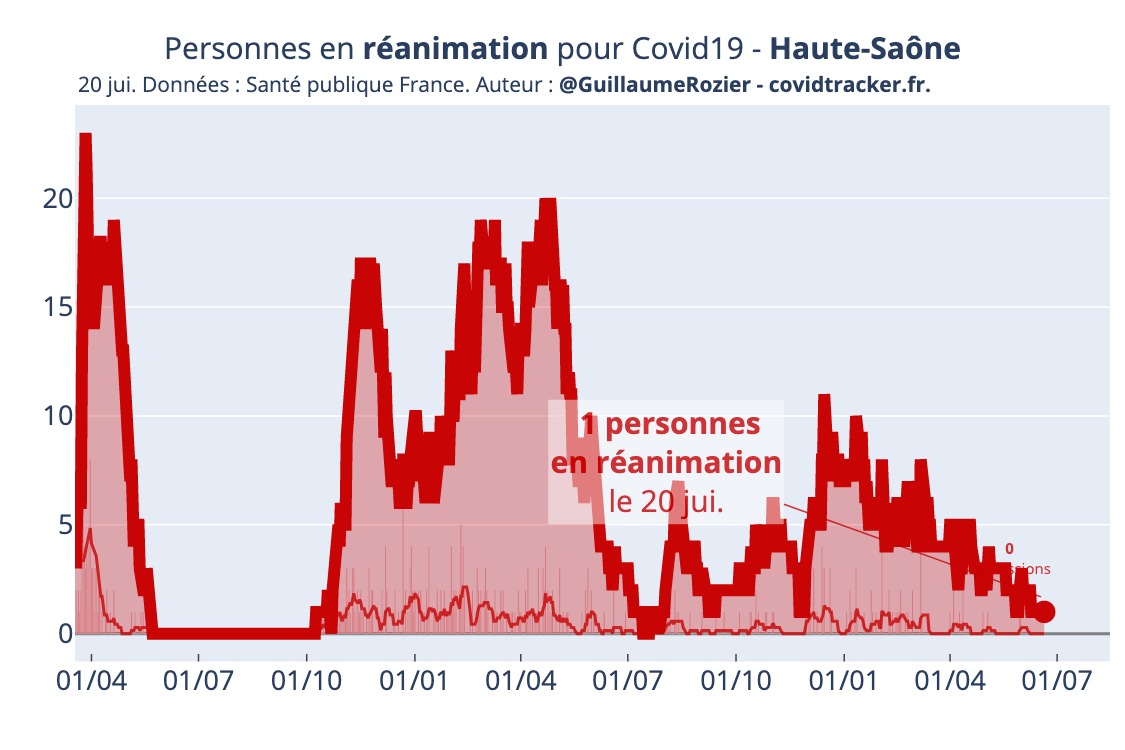 Personnes en réanimation pour Covid19 - Haute-Saône
20 jui. Données : Santé publique France. Auteur : @GuillaumeRozier - covidtracker.fr.
20
15
10
5
0
1 personnes
en réanimation
le 20 jui.
0
01/04 01/07 01/10 01/01 01/04 01/07 01/10 01/01 01/04 01/07